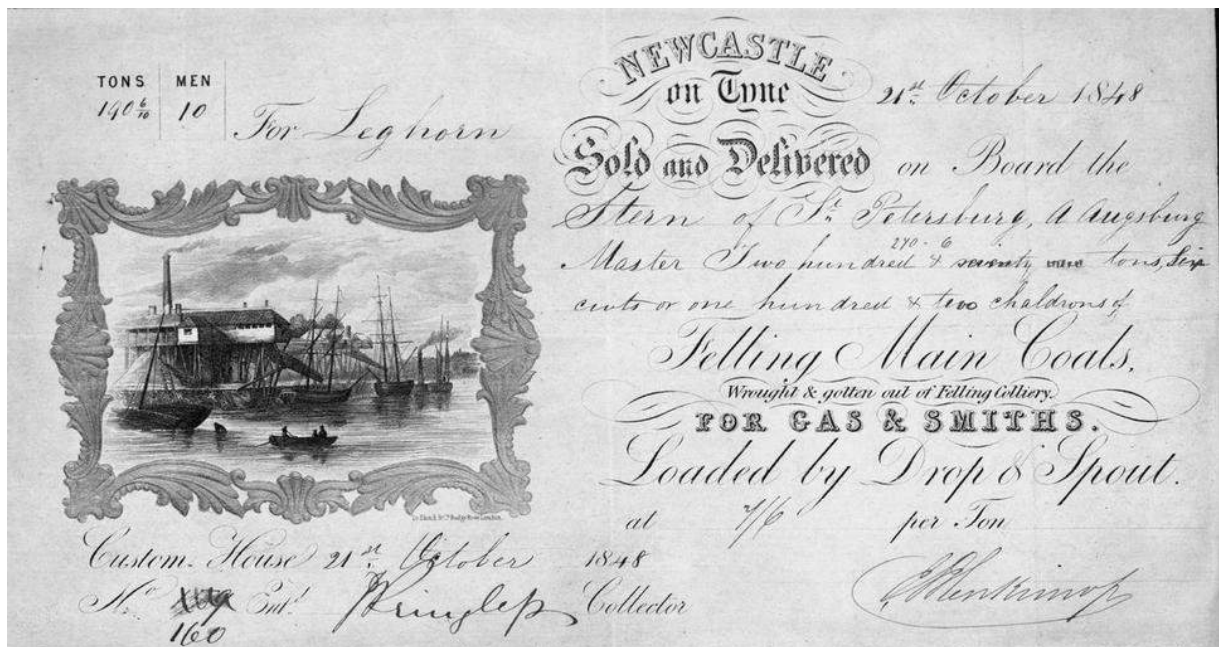 TONS MEN
190 6/10 10
For Leghorn
NEWCASTLE
on Tyne
21st October 1848
Sold and Delivered on Board the
Stern of St Petersburg, A Augsburg
240 - 6
Master Two hundred & seventy tons, Six
cwts or one hundred & two chaldrons of
Felling Main Coals.
Wrought & gotten out of Felling Colliery.
FOR GAS & SMITHS.
Loaded by Drop & Spout.
at 7/6 per Ton
Custom House 21st October 1848
No 160 Entd Collector